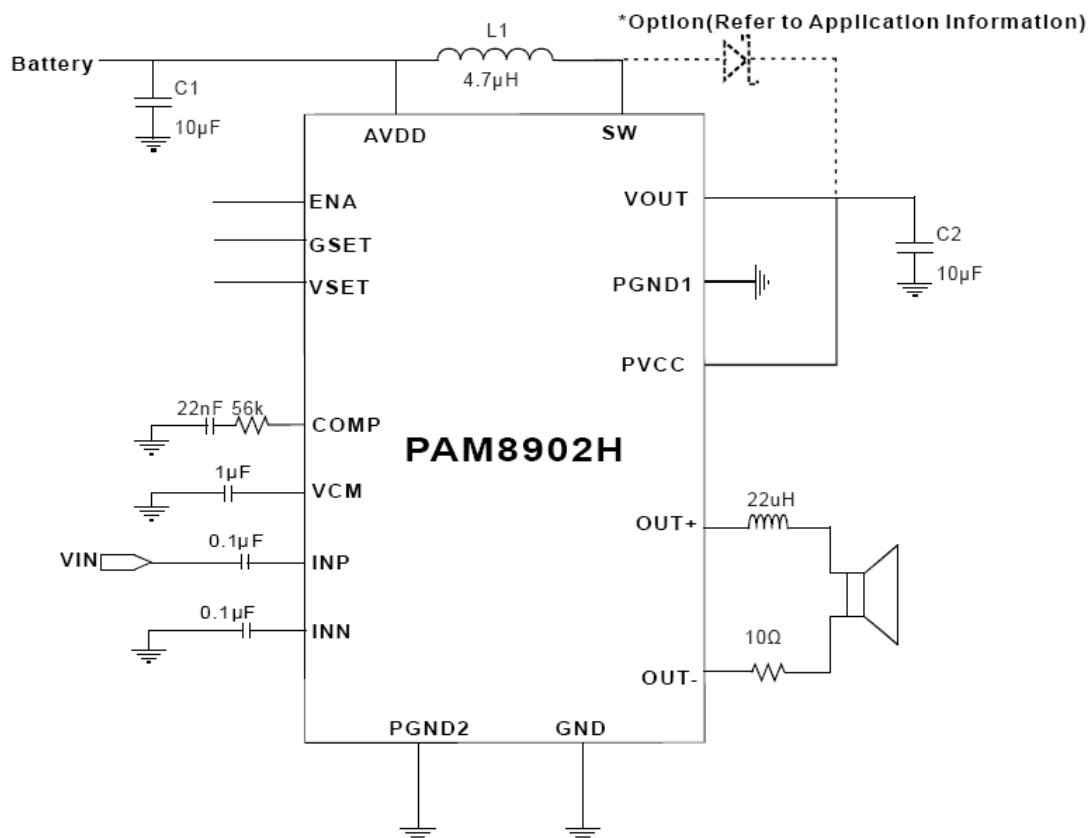 *Option(Refer to Application Information)
L1
Battery
4.7µH
C1
10µF
AVDD
SW
ENA
VOUT
GSET
C2
VSET
PGND1
10µF
PVCC
22nF 56k
COMP
PAM8902H
1µF
VCM
22uH
OUT+
0.1µF
VIN
INP
0.1µF
INN
10Ω
OUT-
PGND2
GND